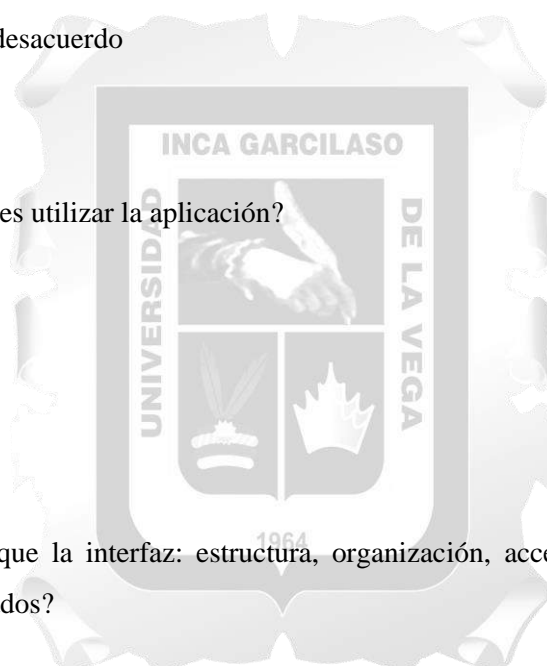 desacuerdo
INCA GARCILASO
UNIVERSIDAD
DE LA VEGA
es utilizar la aplicación?
1964
que la interfaz: estructura, organización, acce
dos?